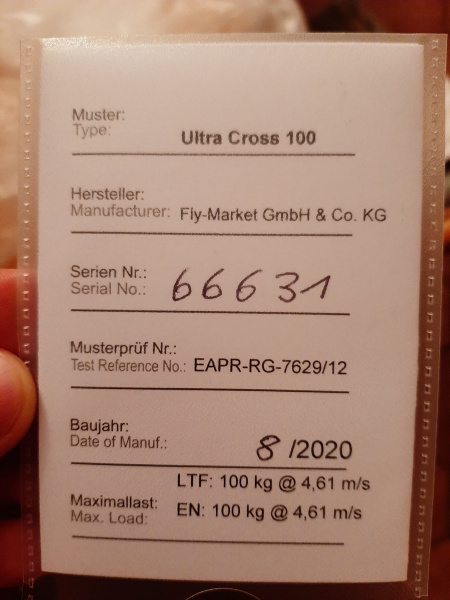 Muster:
Type: Ultra Cross 100
Hersteller:
Manufacturer: Fly-Market GmbH & Co. KG
Serien Nr.:
Serial No.: 66631
Musterprüf Nr.:
Test Reference No.: EAPR-RG-7629/12
Baujahr:
Date of Manuf.: 8/2020
LTF: 100 kg @ 4,61 m/s
Maximallast:
Max. Load: EN: 100 kg @ 4,61 m/s